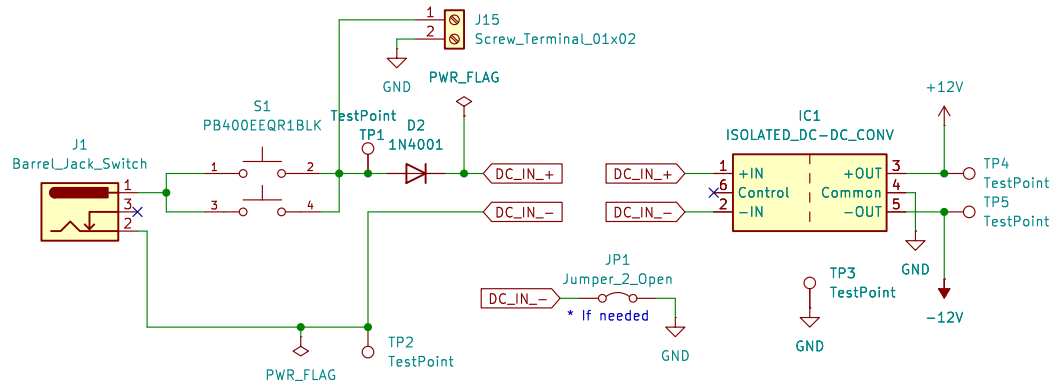 1
2
J15
Screw_Terminal_01x02
GND
PWR_FLAG
S1
PB400EEQR1BLK
TestPoint
TP1
D2
1N4001
J1
Barrel_Jack_Switch
1
3
2
1
2
3
4
DC_IN_+
DC_IN_-
DC_IN_+
DC_IN_-
IC1
ISOLATED_DC-DC_CONV
1
6
2
+IN
Control
-IN
+OUT
Common
-OUT
3
4
5
+12V
TP4
TestPoint
TP5
TestPoint
GND
-12V
JP1
Jumper_2_Open
DC_IN_-
* If needed
GND
TP3
TestPoint
GND
TP2
TestPoint
PWR_FLAG